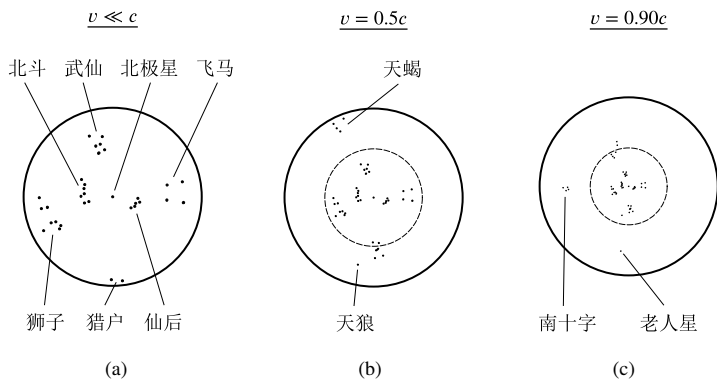 v ≪ c
v = 0.5c
v = 0.90c
北斗 武仙 北极星 飞马
天蝎
狮子 猎户 仙后
天狼
南十字 老人星
(a)
(b)
(c)